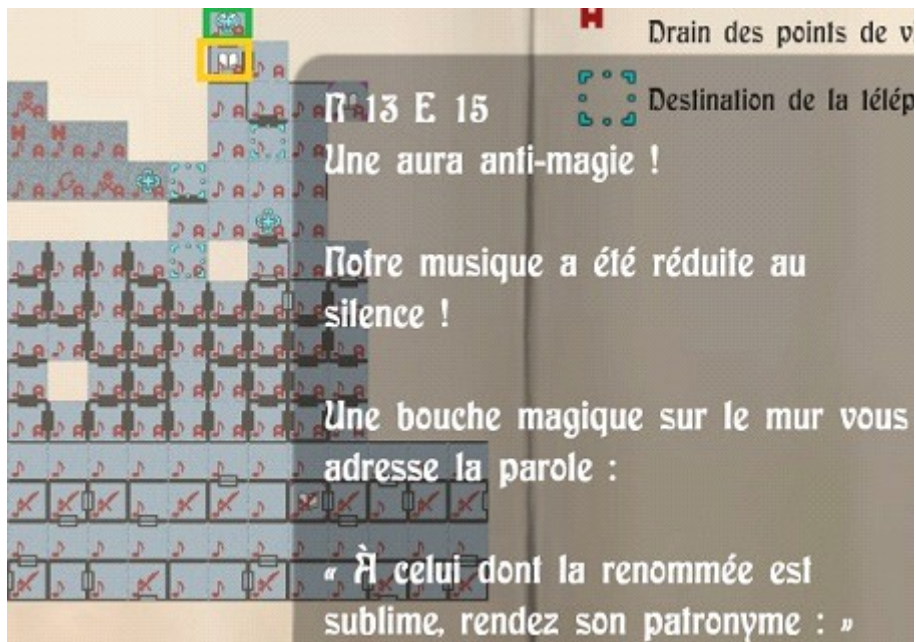 Drain des points de v
Destination de la télép
N 13 E 15
Une aura anti-magie !
Notre musique a été réduite au
silence !
Une bouche magique sur le mur vous
adresse la parole :
« À celui dont la renommée est
sublime, rendez son patronyme : »